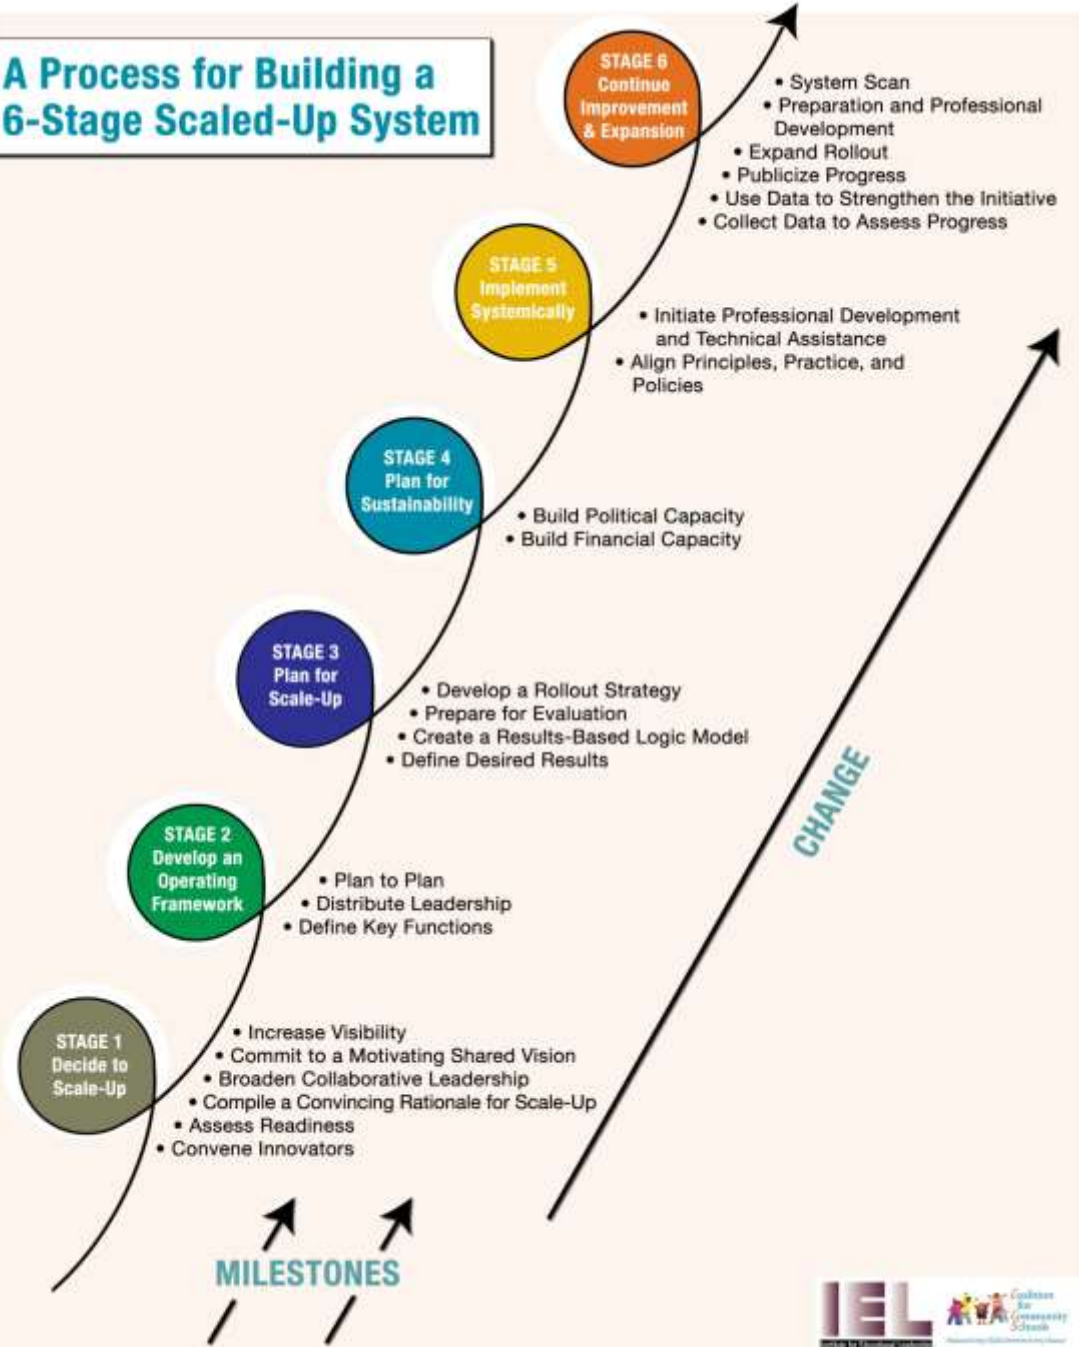 A Process for Building a
6-Stage Scaled-Up System
STAGE 6
Continue
Improvement
& Expansion
• System Scan
• Preparation and Professional
Development
• Expand Rollout
• Publicize Progress
• Use Data to Strengthen the Initiative
• Collect Data to Assess Progress
STAGE 5
Implement
Systemically
• Initiate Professional Development
and Technical Assistance
• Align Principles, Practice, and
Policies
STAGE 4
Plan for
Sustainability
• Build Political Capacity
• Build Financial Capacity
STAGE 3
Plan for
Scale-Up
• Develop a Rollout Strategy
• Prepare for Evaluation
• Create a Results-Based Logic Model
• Define Desired Results
CHANGE
STAGE 2
Develop an
Operating
Framework
• Plan to Plan
• Distribute Leadership
• Define Key Functions
STAGE 1
Decide to
Scale-Up
• Increase Visibility
• Commit to a Motivating Shared Vision
• Broaden Collaborative Leadership
• Compile a Convincing Rationale for Scale-Up
• Assess Readiness
• Convene Innovators
MILESTONES
IEL
Coalition
for
Community
Schools